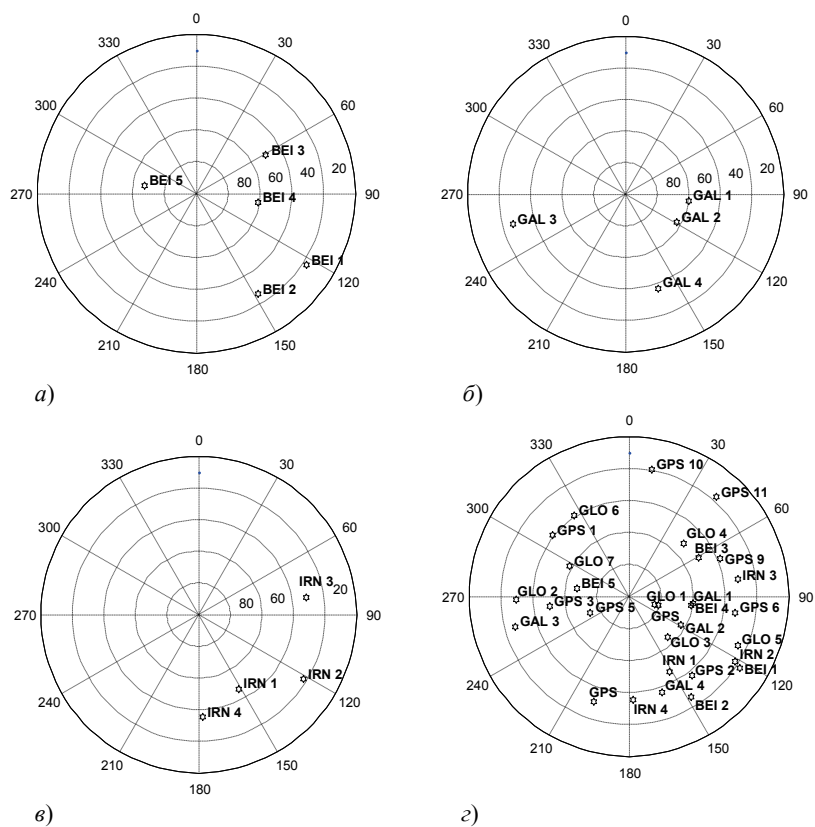 0
330
30
300
60
BEI 3
BEI 5
80
60
40
20
270
BEI 4
90
BEI 1
BEI 2
240
120
210
150
180
а)
0
330
30
300
60
80
60
40
20
270
GAL 1
90
GAL 2
GAL 3
GAL 4
240
120
210
150
180
б)
0
330
30
300
60
IRN 3
80
60
20
270
90
IRN 2
IRN 1
IRN 4
240
120
210
150
180
в)
0
330
30
GPS 10
GPS 11
300
60
GLO 6
GPS 1
GLO 4
BEI 3
GPS 9
GLO 7
IRN 3
BEI 5
270
GLO 2
GLO 1
GAL 1
90
GPS 3
BEI 4
GPS 5
GPS
GPS 6
GAL 3
GAL 2
GLO 3
GLO 5
IRN 2
IRN 1
GPS 2
BEI 1
240
120
GAL 4
GPS
IRN 4
BEI 2
210
150
180
г)